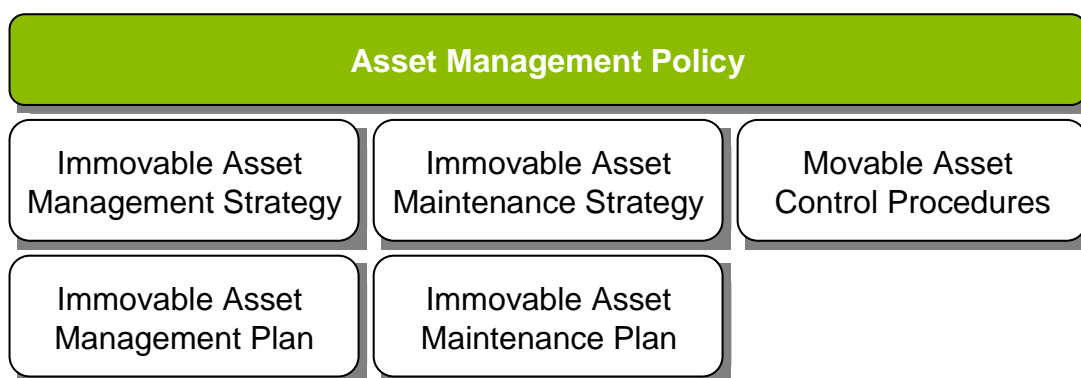 Asset Management Policy
Immovable Asset
Management Strategy
Immovable Asset
Maintenance Strategy
Movable Asset
Control Procedures
Immovable Asset
Management Plan
Immovable Asset
Maintenance Plan